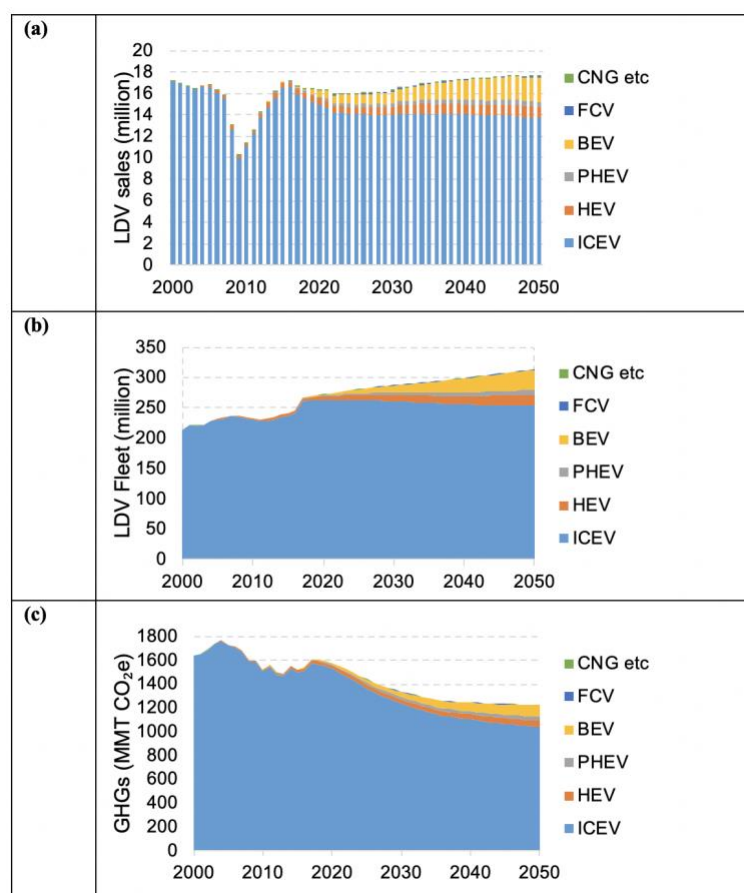 (a)
LDV sales (million)
20
18
16
14
12
10
8
6
4
2
0
2000 2010 2020 2030 2040 2050
CNG etc
FCV
BEV
PHEV
HEV
ICEV
(b)
LDV Fleet (million)
350
300
250
200
150
100
50
0
2000 2010 2020 2030 2040 2050
CNG etc
FCV
BEV
PHEV
HEV
ICEV
(c)
GHGs (MMT CO₂e)
1800
1600
1400
1200
1000
800
600
400
200
0
2000 2010 2020 2030 2040 2050
CNG etc
FCV
BEV
PHEV
HEV
ICEV